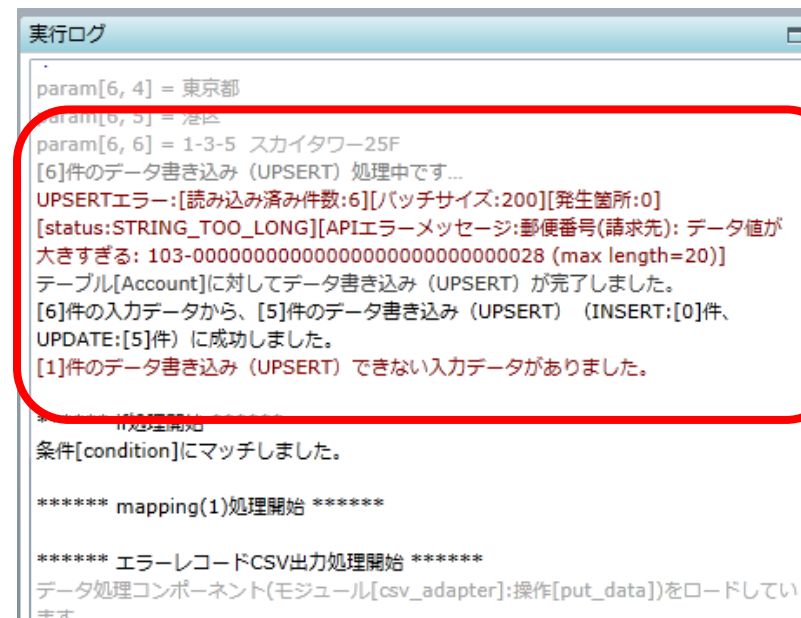 実行ログ
param[6, 4] = 東京都
param[6, 5] = 港区
param[6, 6] = 1-3-5 スカイタワー25F
[6]件のデータ書き込み（UPSERT）処理中です...
UPSERTエラー:[読み込み済み件数:6][バッチサイズ:200][発生箇所:0]
[status:STRING_TOO_LONG][APIエラーメッセージ:郵便番号(請求先): データ値が
大きすぎる: 103-00000000000000000000000000028 (max length=20)]
テーブル[Account]に対してデータ書き込み（UPSERT）が完了しました。
[6]件の入力データから、[5]件のデータ書き込み（UPSERT）（INSERT:[0]件、
UPDATE:[5]件）に成功しました。
[1]件のデータ書き込み（UPSERT）できない入力データがありました。
****** if処理開始 ******
条件[condition]にマッチしました。
****** mapping(1)処理開始 ******
****** エラーレコードCSV出力処理開始 ******
データ処理コンポーネント(モジュール[csv_adapter]:操作[put_data])をロードしてい
ます